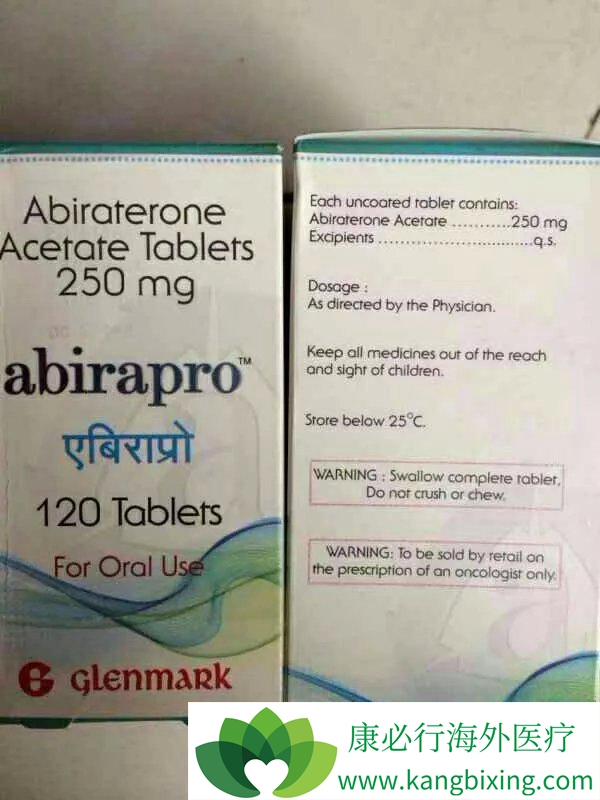 Abiraterone
Acetate Tablets
250 mg
abirapro™
एबिराप्रो
120 Tablets
For Oral Use
G glenmark
Each uncoated tablet contains:
Abiraterone Acetate ...........250 mg
Excipients ................................q.s.
Dosage :
As directed by the Physician.
Keep all medicines out of the reach
and sight of children.
Store below 25°C.
WARNING : Swallow complete tablet,
Do not crush or chew.
WARNING: To be sold by retail on
the prescription of an oncologist only.
康必行海外医疗
www.kangbixing.com